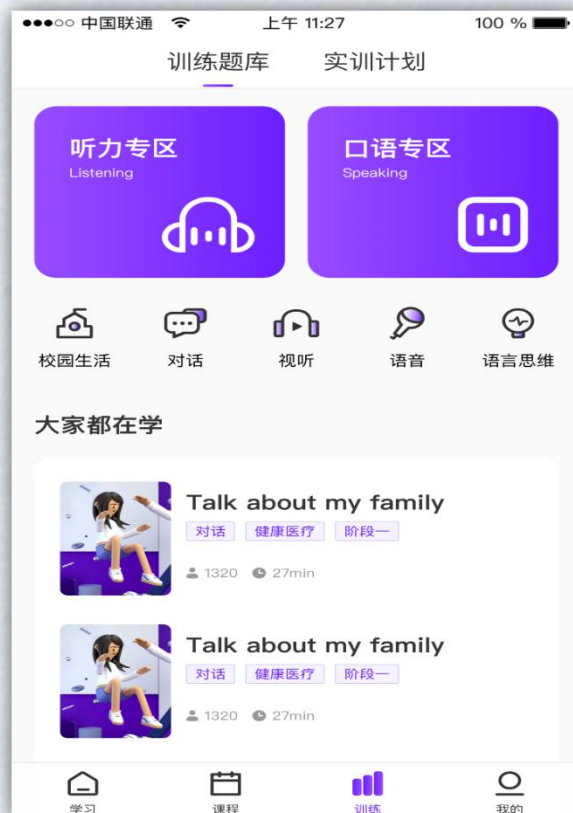 中国联通 上午 11:27 100 %
训练题库 实训计划
听力专区 口语专区
Listening Speaking
校园生活 对话 视听 语音 语言思维
大家都在学
Talk about my family
对话 健康医疗 阶段一
1320 27min
Talk about my family
对话 健康医疗 阶段一
1320 27min
学习 课程 训练 我的